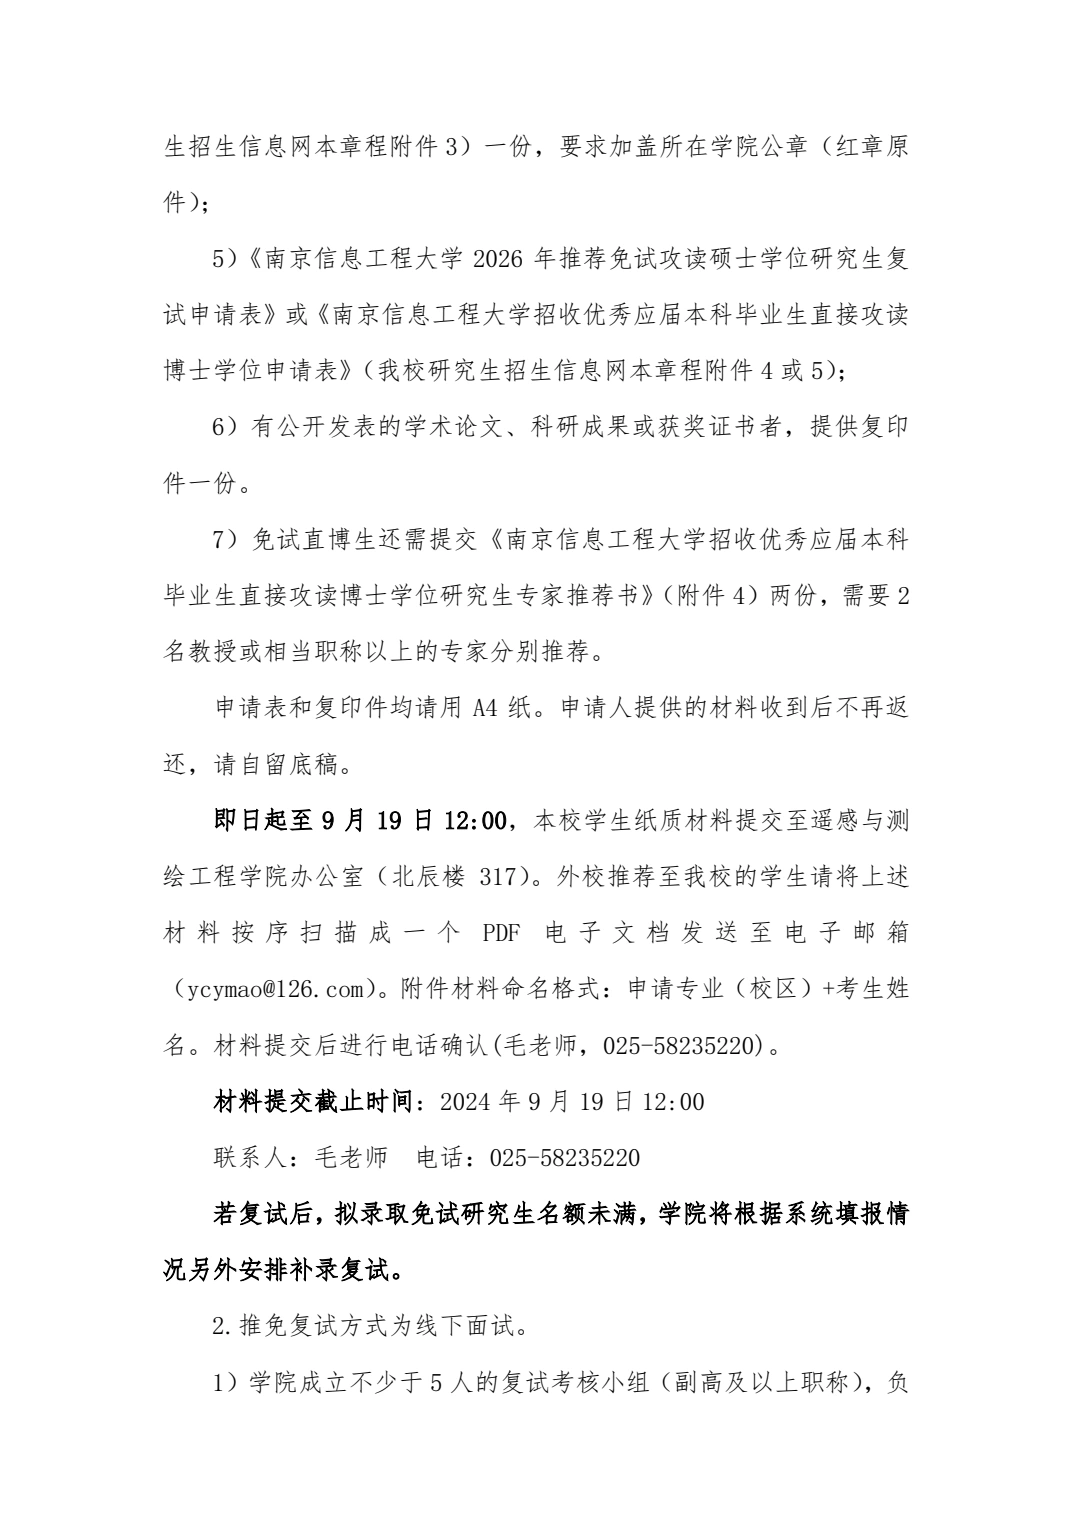 生招生信息网本章程附件 3）一份，要求加盖所在学院公章（红章原
件）；
5）《南京信息工程大学 2026 年推荐免试攻读硕士学位研究生复
试申请表》或《南京信息工程大学招收优秀应届本科毕业生直接攻读
博士学位申请表》（我校研究生招生信息网本章程附件 4 或 5）；
6）有公开发表的学术论文、科研成果或获奖证书者，提供复印
件一份。
7）免试直博生还需提交《南京信息工程大学招收优秀应届本科
毕业生直接攻读博士学位研究生专家推荐书》（附件 4）两份，需要 2
名教授或相当职称以上的专家分别推荐。
申请表和复印件均请用 A4 纸。申请人提供的材料收到后不再返
还，请自留底稿。
即日起至 9 月 19 日 12:00，本校学生纸质材料提交至遥感与测
绘工程学院办公室（北辰楼 317）。外校推荐至我校的学生请将上述
材料按序扫描成一个 PDF 电子文档发送至电子邮箱
（ycymao@126.com）。附件材料命名格式：申请专业（校区）+考生姓
名。材料提交后进行电话确认(毛老师，025-58235220)。
材料提交截止时间：2024 年 9 月 19 日 12:00
联系人：毛老师　电话：025-58235220
若复试后，拟录取免试研究生名额未满，学院将根据系统填报情
况另外安排补录复试。
2.推免复试方式为线下面试。
1）学院成立不少于 5 人的复试考核小组（副高及以上职称），负